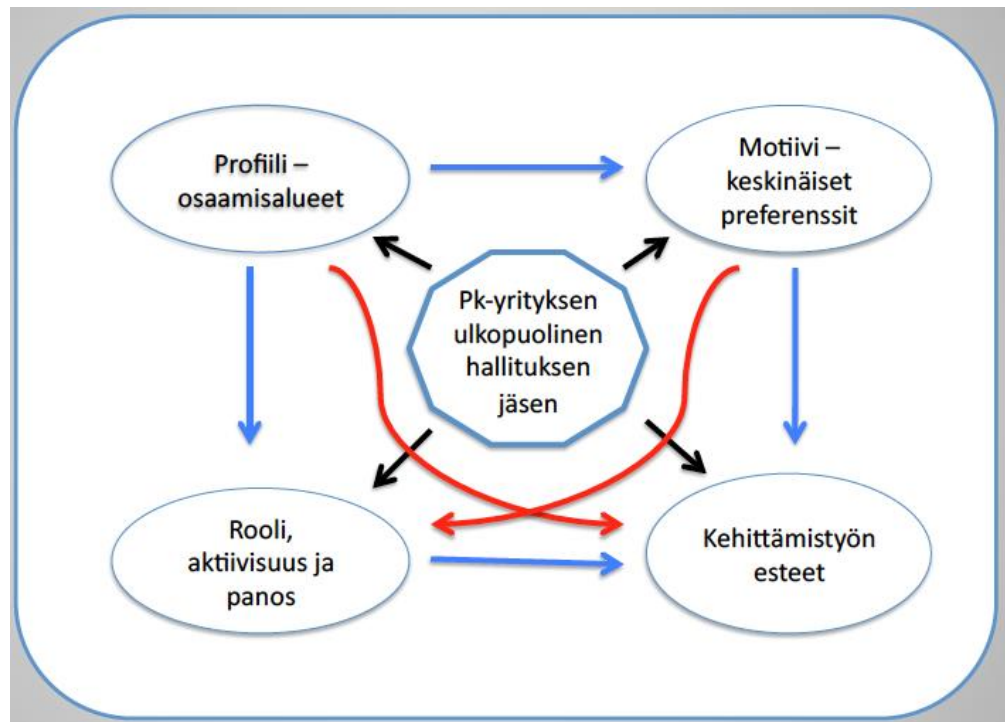 Profiili –
osaamisalueet
Motiivi –
keskinäiset
preferenssit
Pk-yrityksen
ulkopuolinen
hallituksen
jäsen
Rooli,
aktiivisuus ja
panos
Kehittämistyön
esteet